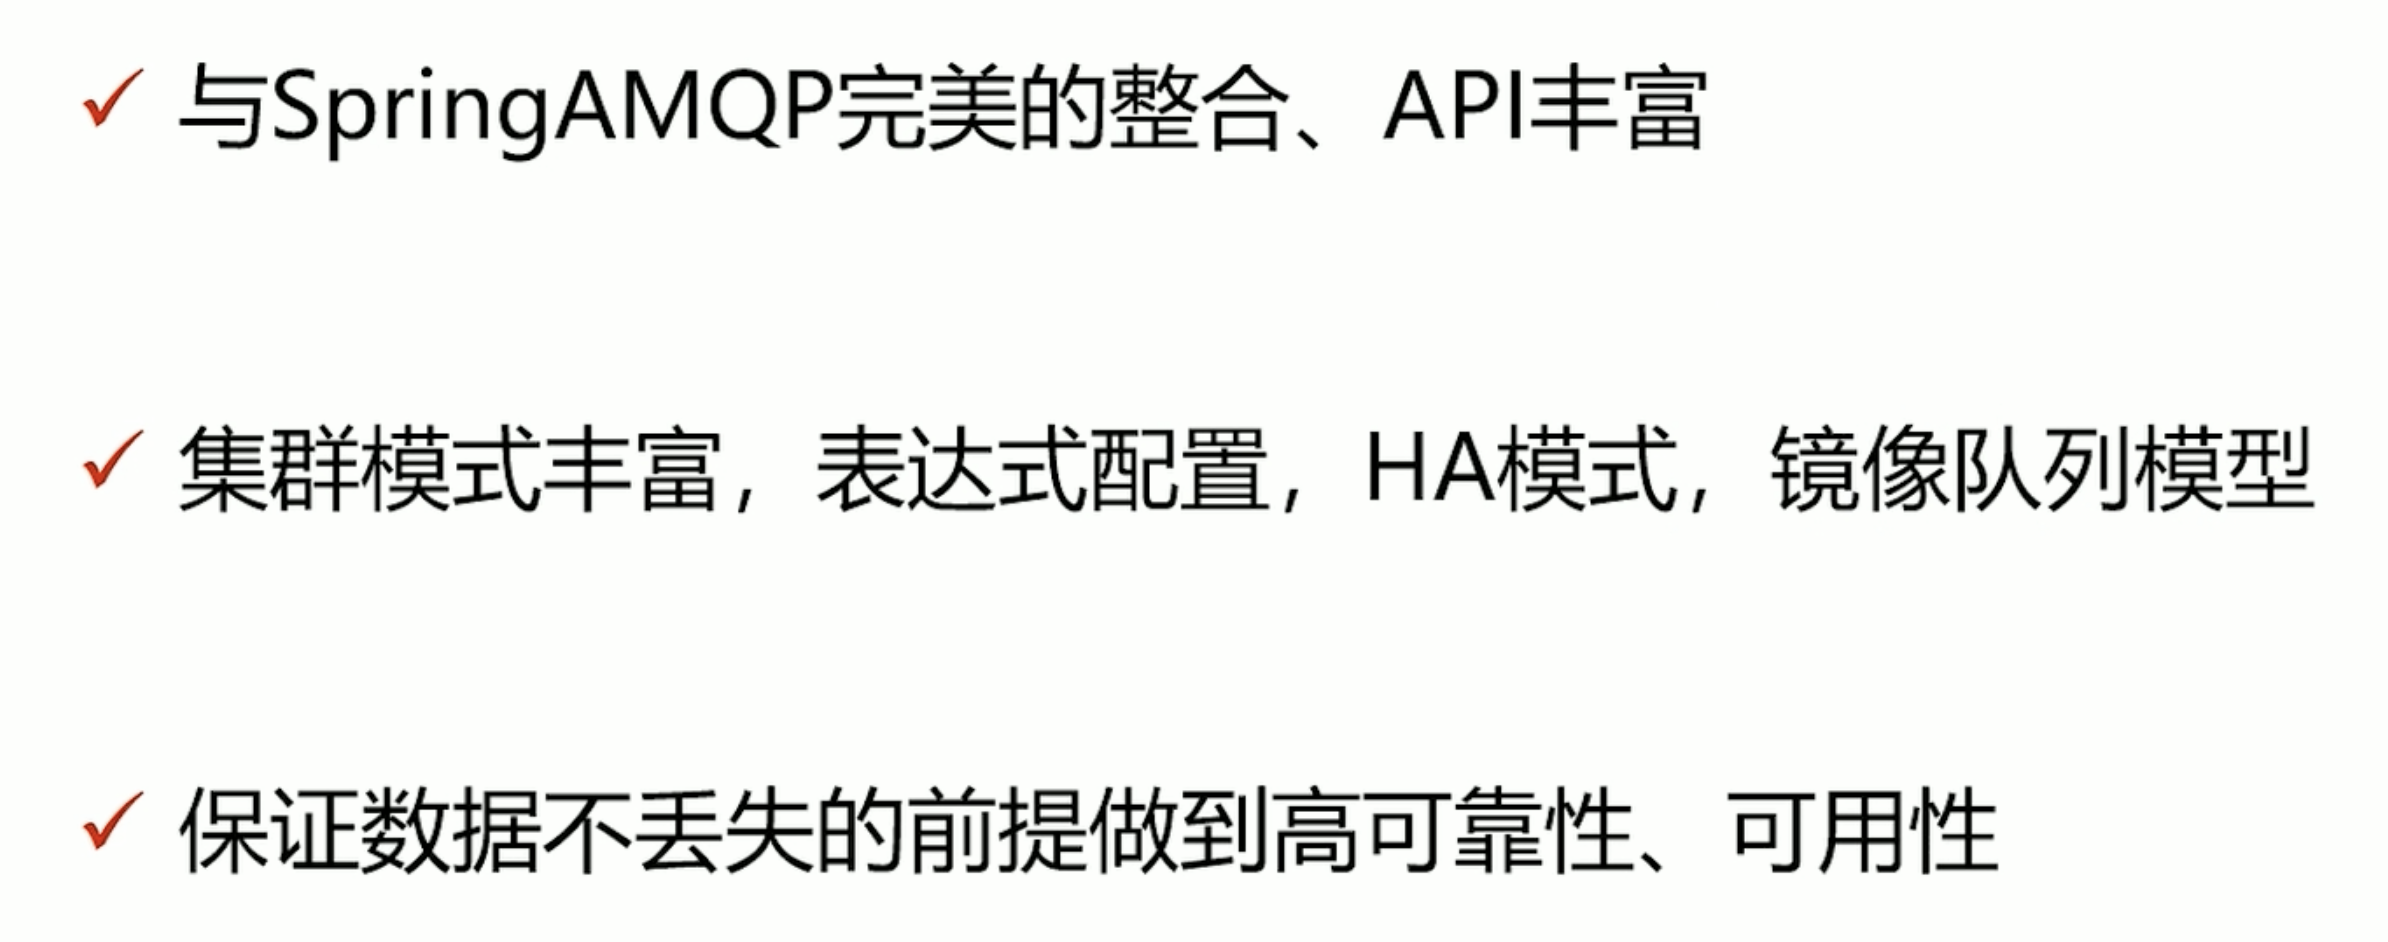 与SpringAMQP完美的整合、API丰富
集群模式丰富，表达式配置，HA模式，镜像队列模型
保证数据不丢失的前提做到高可靠性、可用性